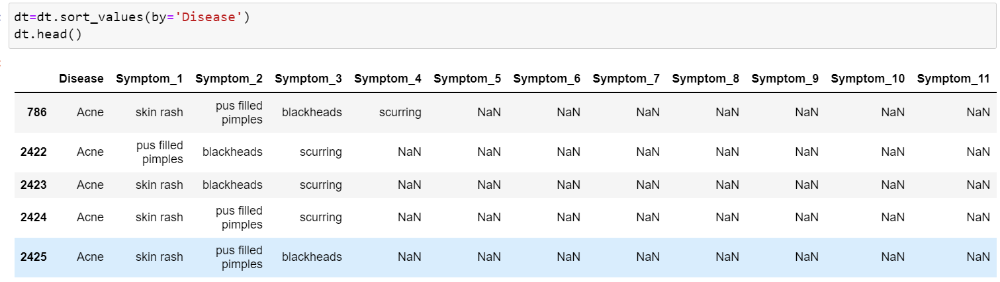 dt=dt.sort_values(by='Disease')
dt.head()
Disease Symptom_1 Symptom_2 Symptom_3 Symptom_4 Symptom_5 Symptom_6 Symptom_7 Symptom_8 Symptom_9 Symptom_10 Symptom_11
786 Acne skin rash pus filled pimples blackheads scurring NaN NaN NaN NaN NaN NaN NaN
2422 Acne pus filled pimples blackheads scurring NaN NaN NaN NaN NaN NaN NaN NaN
2423 Acne skin rash blackheads scurring NaN NaN NaN NaN NaN NaN NaN NaN
2424 Acne skin rash pus filled pimples scurring NaN NaN NaN NaN NaN NaN NaN NaN
2425 Acne skin rash pus filled pimples blackheads NaN NaN NaN NaN NaN NaN NaN NaN